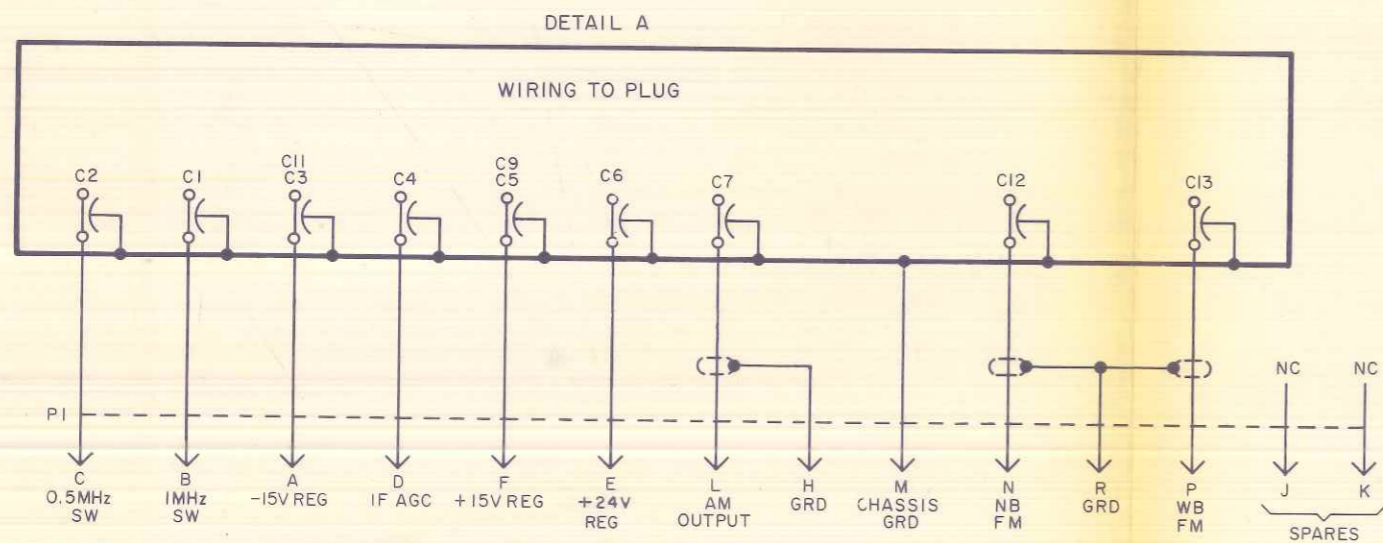 DETAIL A
WIRING TO PLUG
C2
C1
C11
C3
C4
C9
C5
C6
C7
C12
C13
NC
NC
P1
C
0.5MHz
SW
B
1MHz
SW
A
-15V REG
D
IF AGC
F
+15V REG
E
+24V
REG
L
AM
OUTPUT
H
GRD
M
CHASSIS
GRD
N
NB
FM
R
GRD
P
WB
FM
J
K
SPARES